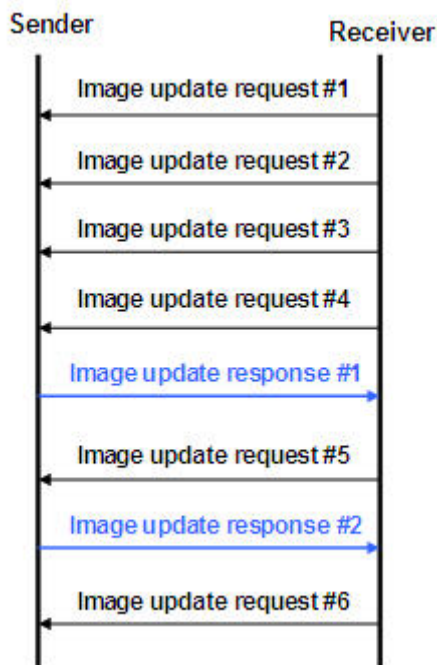 Sender
Receiver
Image update request #1
Image update request #2
Image update request #3
Image update request #4
Image update response #1
Image update request #5
Image update response #2
Image update request #6